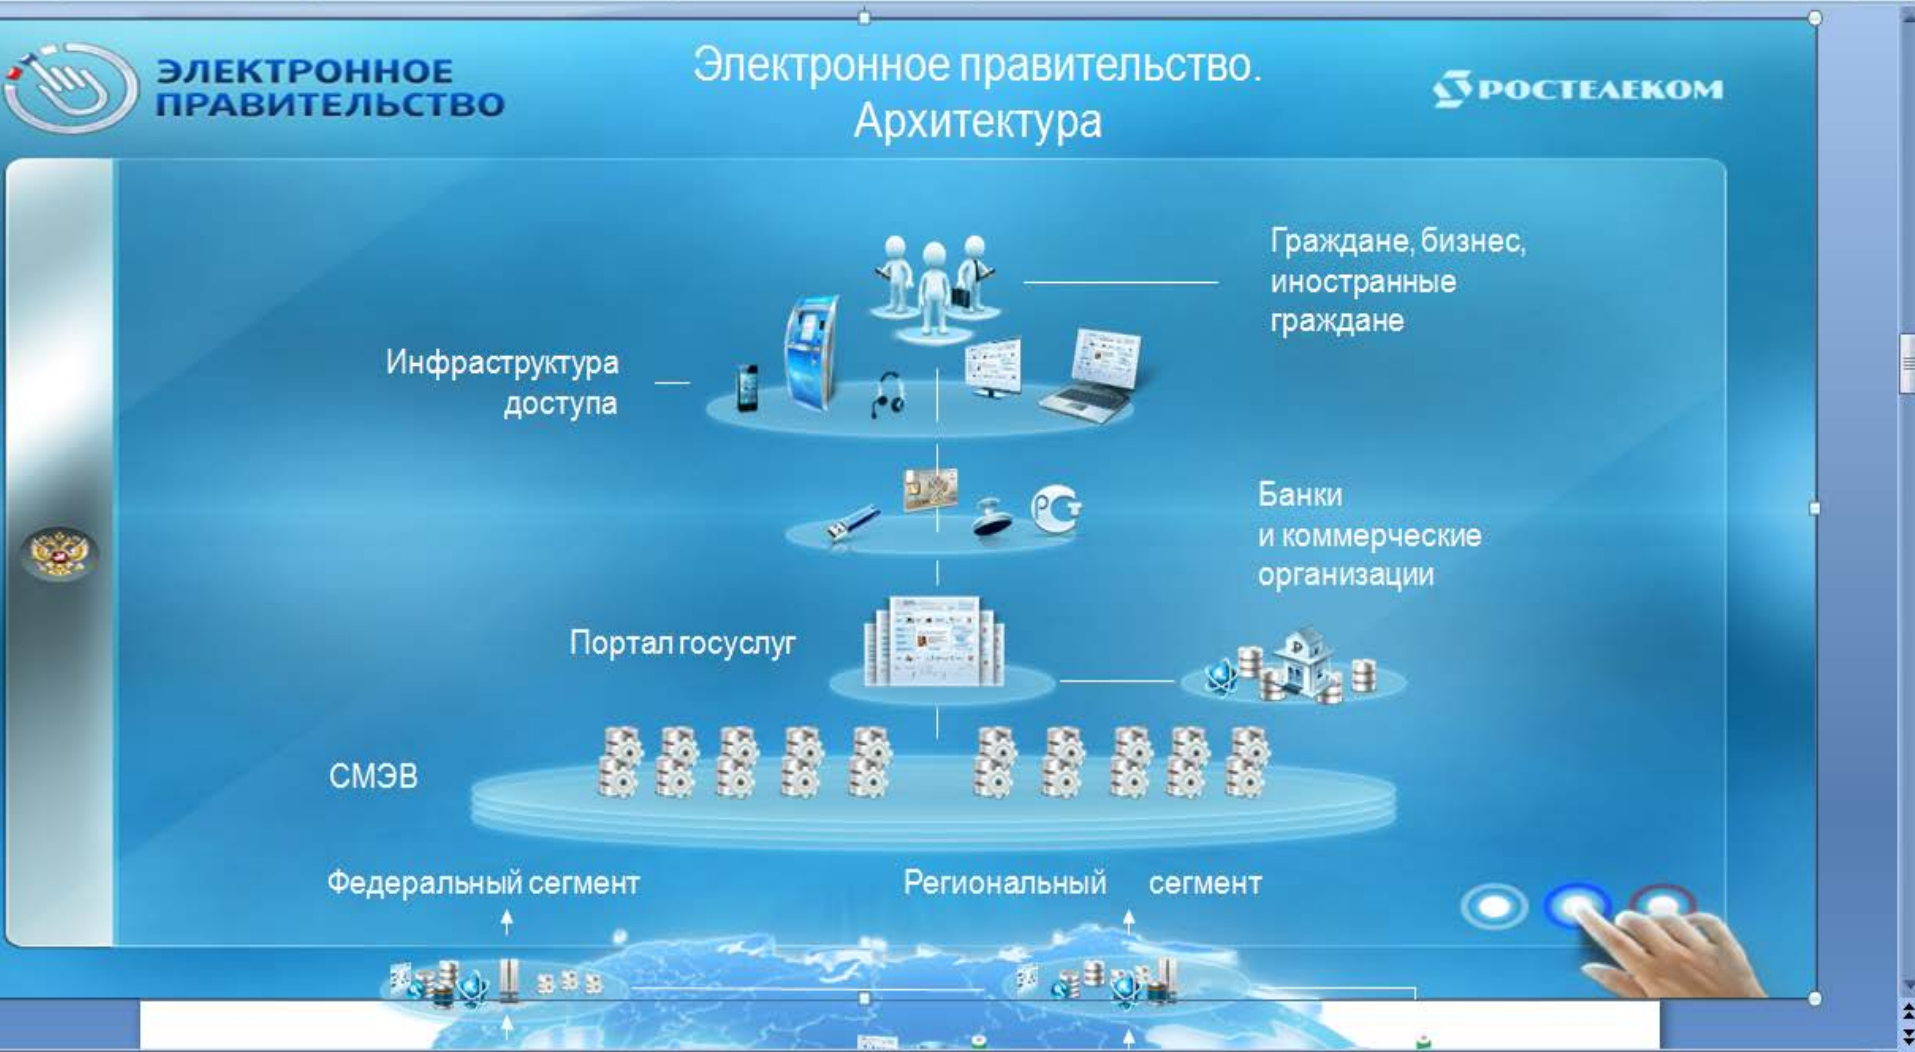 ЭЛЕКТРОННОЕ
ПРАВИТЕЛЬСТВО
Электронное правительство.
Архитектура
РОСТЕЛЕКОМ
Граждане, бизнес,
иностранные
граждане
Инфраструктура
доступа
Банки
и коммерческие
организации
Портал госуслуг
СМЭВ
Федеральный сегмент
Региональный сегмент